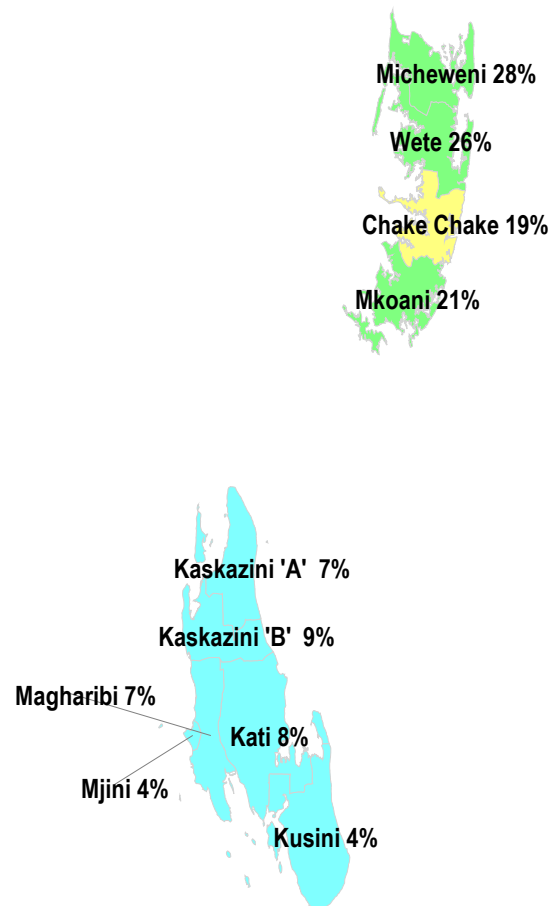 Micheweni 28%
Wete 26%
Chake Chake 19%
Mkoani 21%
Kaskazini 'A' 7%
Kaskazini 'B' 9%
Magharibi 7%
Kati 8%
Mjini 4%
Kusini 4%